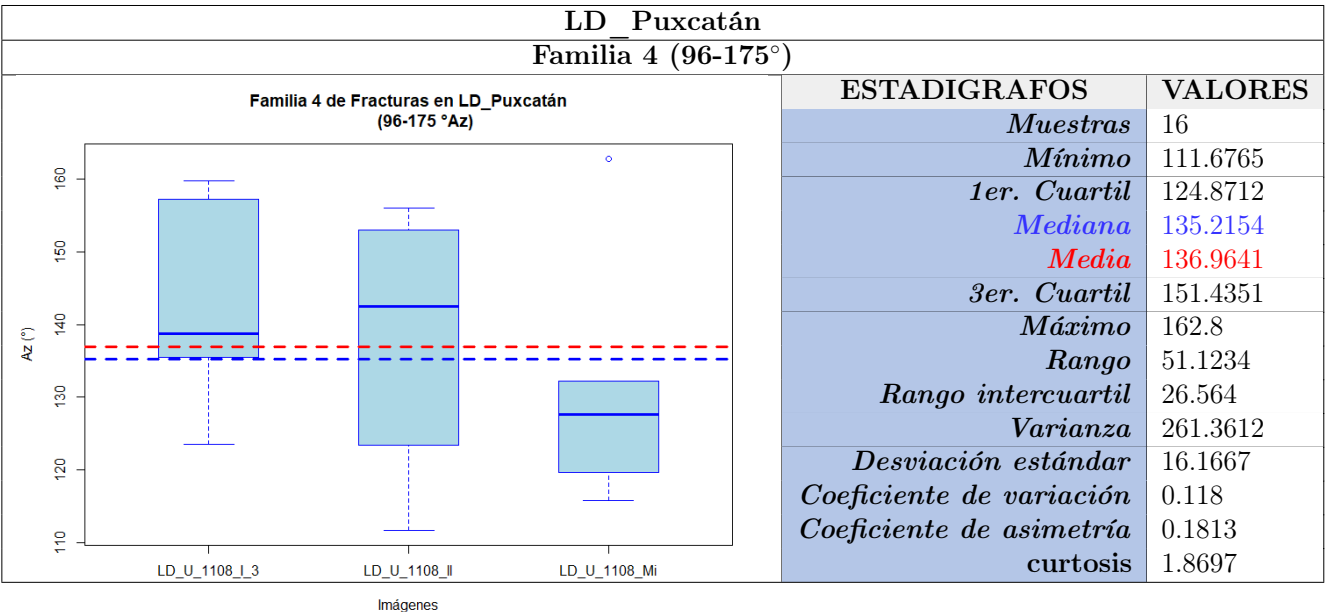 LD_Puxcatán
Familia 4 (96-175°)
Familia 4 de Fracturas en LD_Puxcatán
(96-175 °Az)
Az (°)
160
150
140
130
120
110
LD_U_1108_I_3 LD_U_1108_II LD_U_1108_Mi
Imágenes
ESTADIGRAFOS VALORES
Muestras 16
Mínimo 111.6765
1er. Cuartil 124.8712
Mediana 135.2154
Media 136.9641
3er. Cuartil 151.4351
Máximo 162.8
Rango 51.1234
Rango intercuartil 26.564
Varianza 261.3612
Desviación estándar 16.1667
Coeficiente de variación 0.118
Coeficiente de asimetría 0.1813
curtosis 1.8697